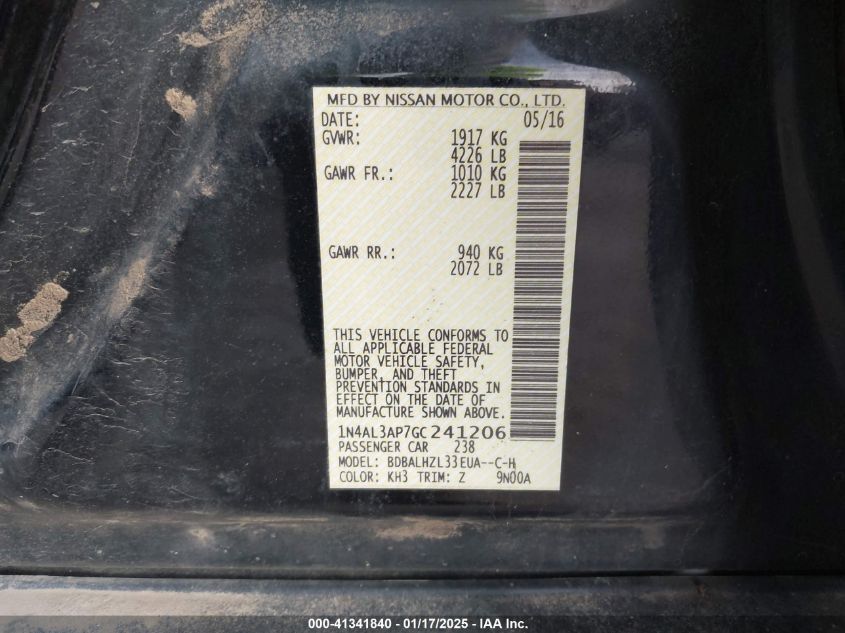 MFD BY NISSAN MOTOR CO., LTD.
DATE: 05/16
GVWR: 1917 KG
4226 LB
GAWR FR.: 1010 KG
2227 LB
GAWR RR.: 940 KG
2072 LB
THIS VEHICLE CONFORMS TO
ALL APPLICABLE FEDERAL
MOTOR VEHICLE SAFETY,
BUMPER, AND THEFT
PREVENTION STANDARDS IN
EFFECT ON THE DATE OF
MANUFACTURE SHOWN ABOVE.
1N4AL3AP7GC241206
PASSENGER CAR 238
MODEL: BDBALHZL33EUA--C-H
COLOR: KH3 TRIM: Z 9N00A
000-41341840 - 01/17/2025 - IAA Inc.